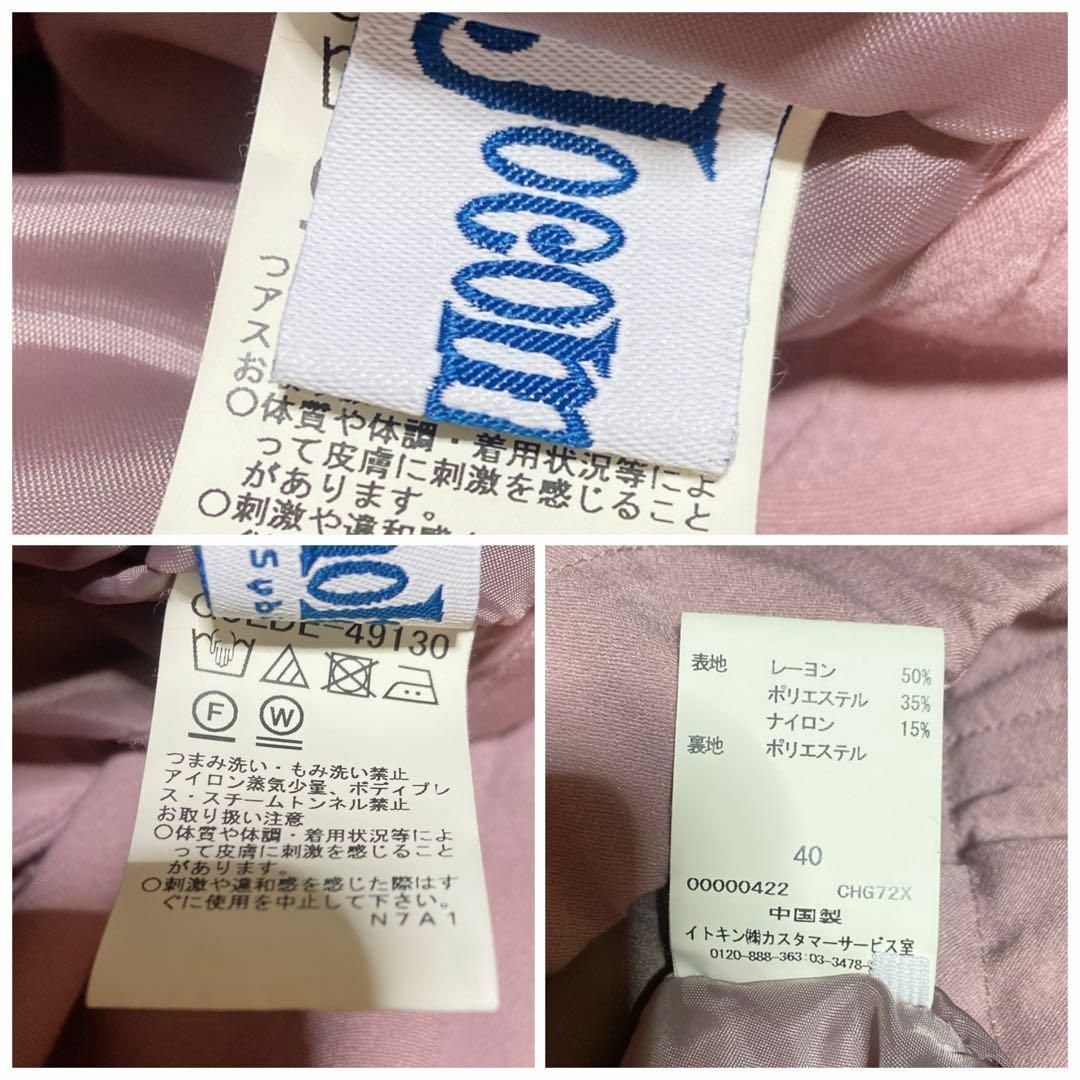 Jocom
つ
アス
お
○体質や体調・着用状況等によ
って皮膚に刺激を感じること
があります。
○刺激や違和感
-49130
F W
つまみ洗い・もみ洗い禁止
アイロン蒸気少量、ボディプレ
ス・スチームトンネル禁止
お取り扱い注意
○体質や体調・着用状況等によ
って皮膚に刺激を感じること
があります。
○刺激や違和感を感じた際はす
ぐに使用を中止して下さい。
N7A1
表地 レーヨン 50%
ポリエステル 35%
ナイロン 15%
裏地 ポリエステル
40
00000422 CHG72X
中国製
イトキン㈱カスタマーサービス室
0120-888-363:03-3478-